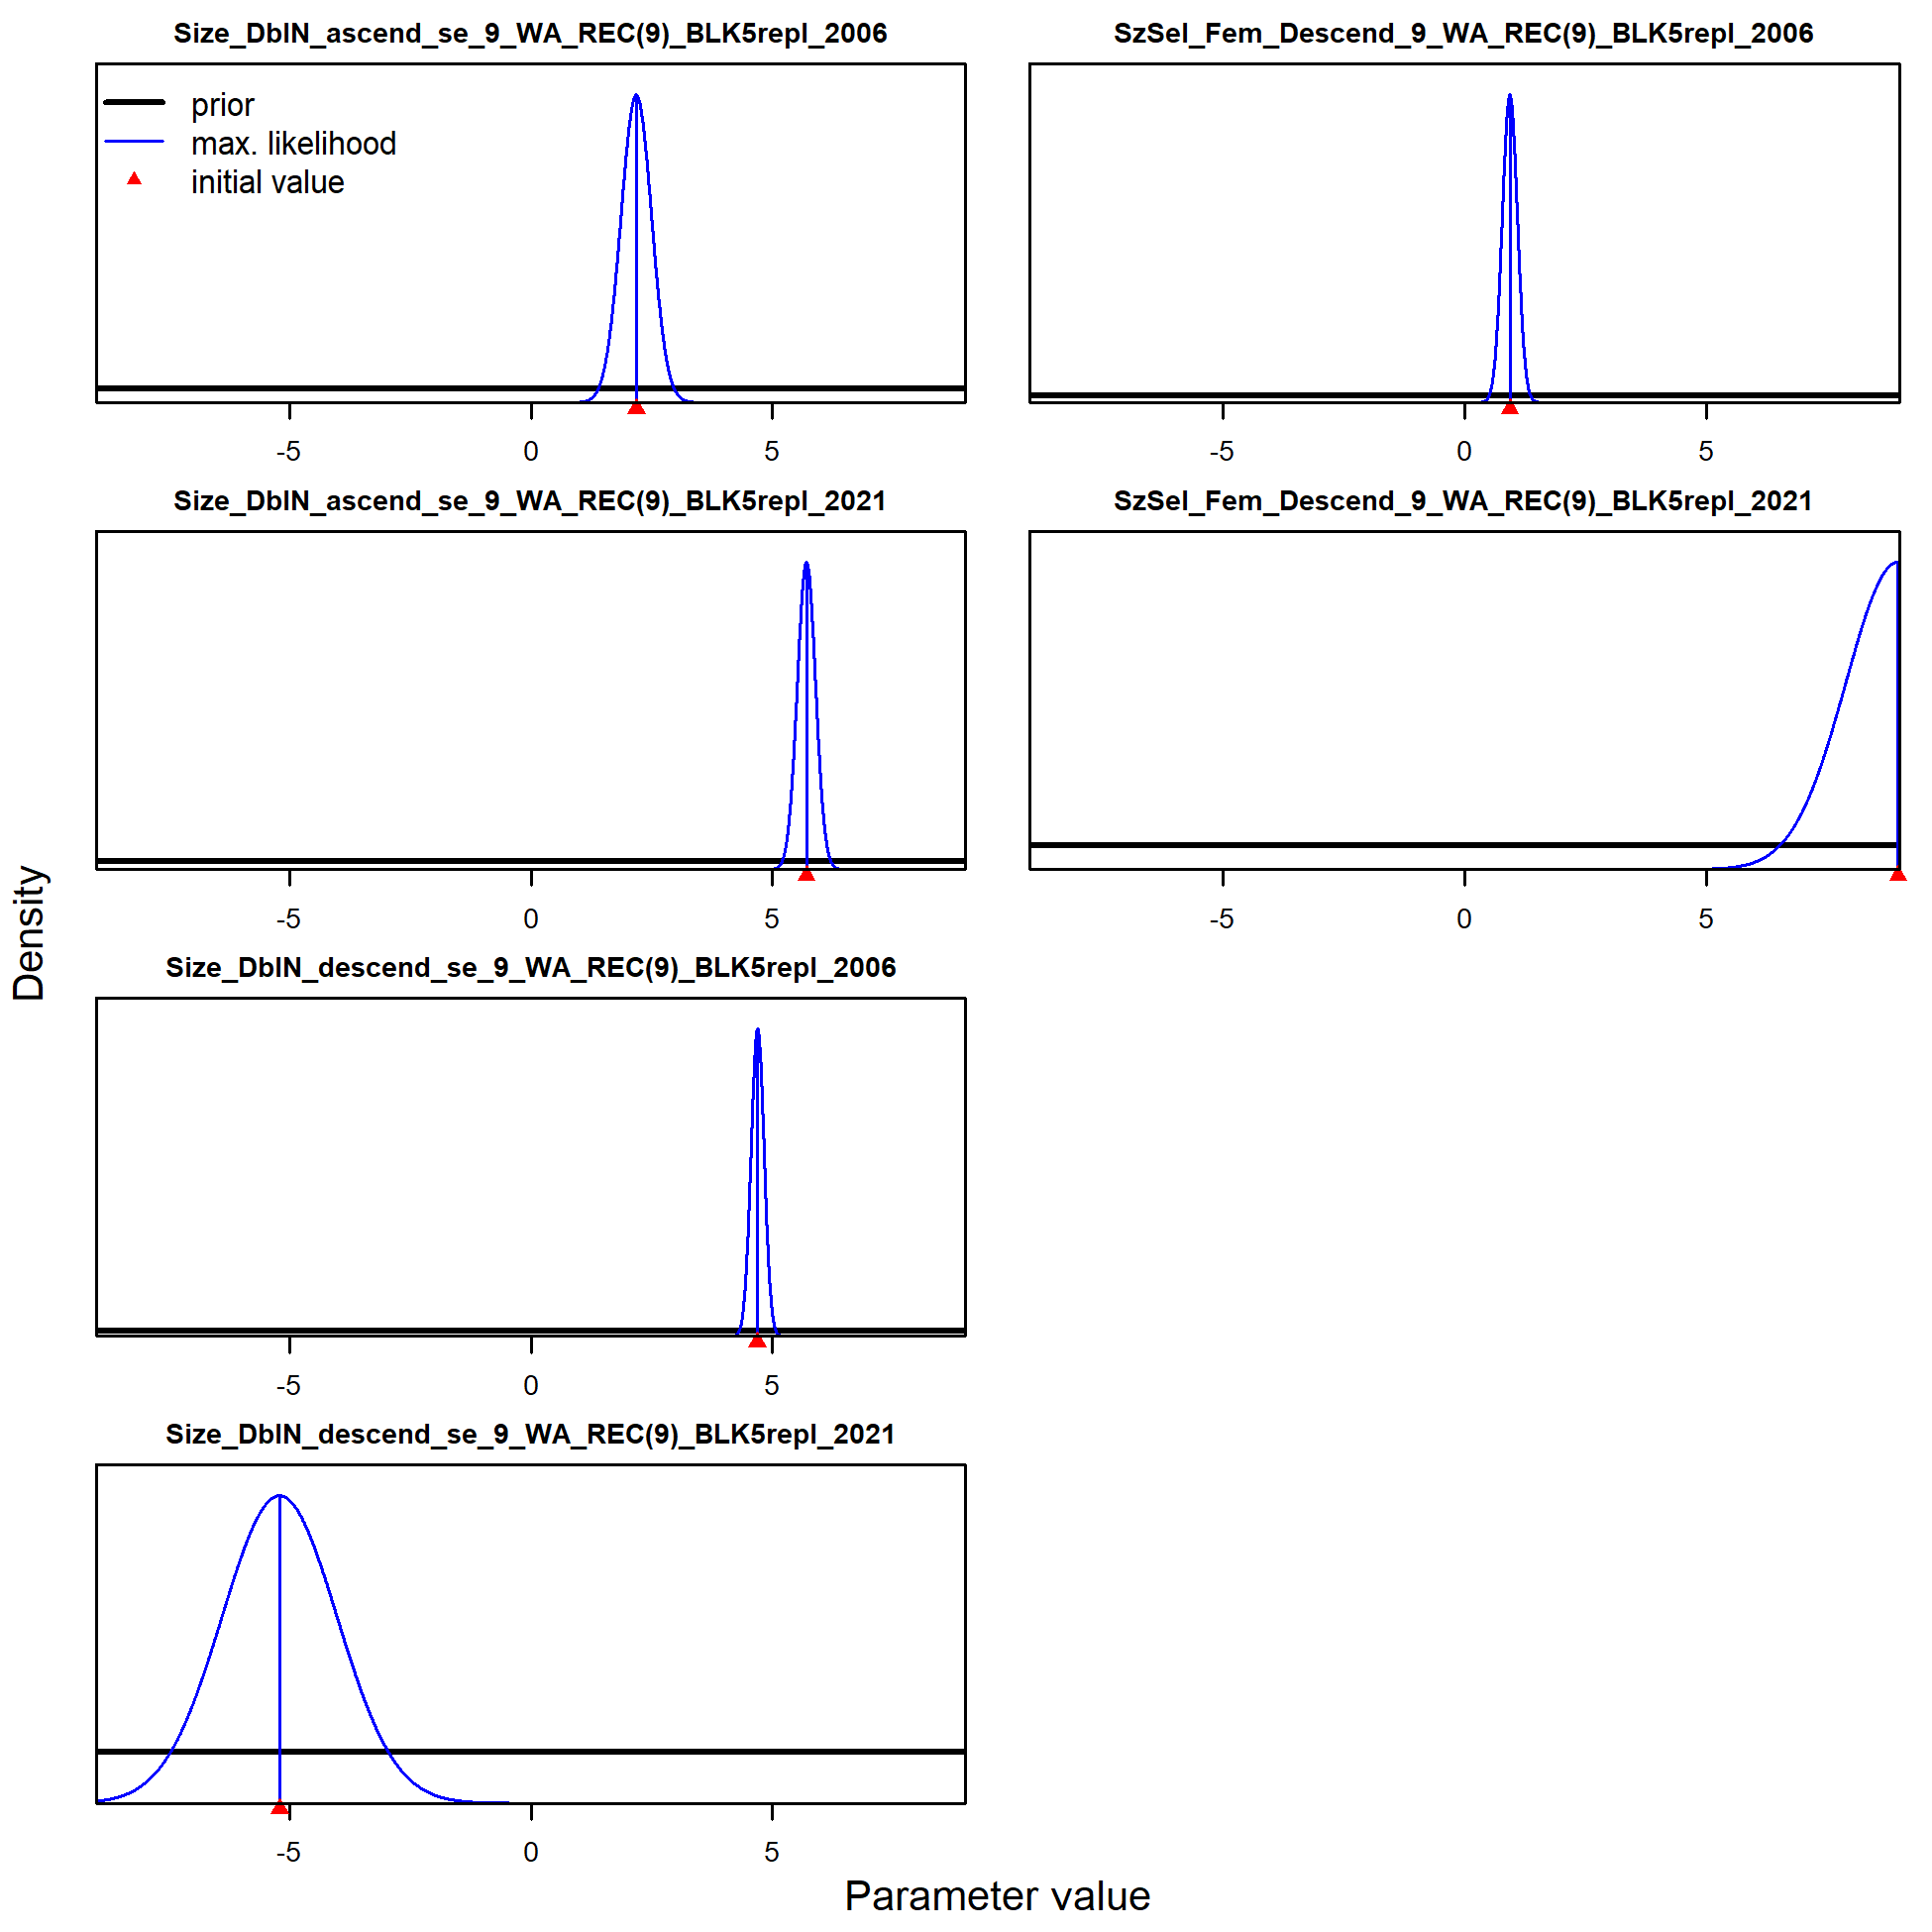 Size_DblN_ascend_se_9_WA_REC(9)_BLK5repl_2006
prior
max. likelihood
initial value
-5 0 5
SzSel_Fem_Descend_9_WA_REC(9)_BLK5repl_2006
-5 0 5
Size_DblN_ascend_se_9_WA_REC(9)_BLK5repl_2021
-5 0 5
SzSel_Fem_Descend_9_WA_REC(9)_BLK5repl_2021
-5 0 5
Size_DblN_descend_se_9_WA_REC(9)_BLK5repl_2006
-5 0 5
Size_DblN_descend_se_9_WA_REC(9)_BLK5repl_2021
-5 0 5
Density
Parameter value